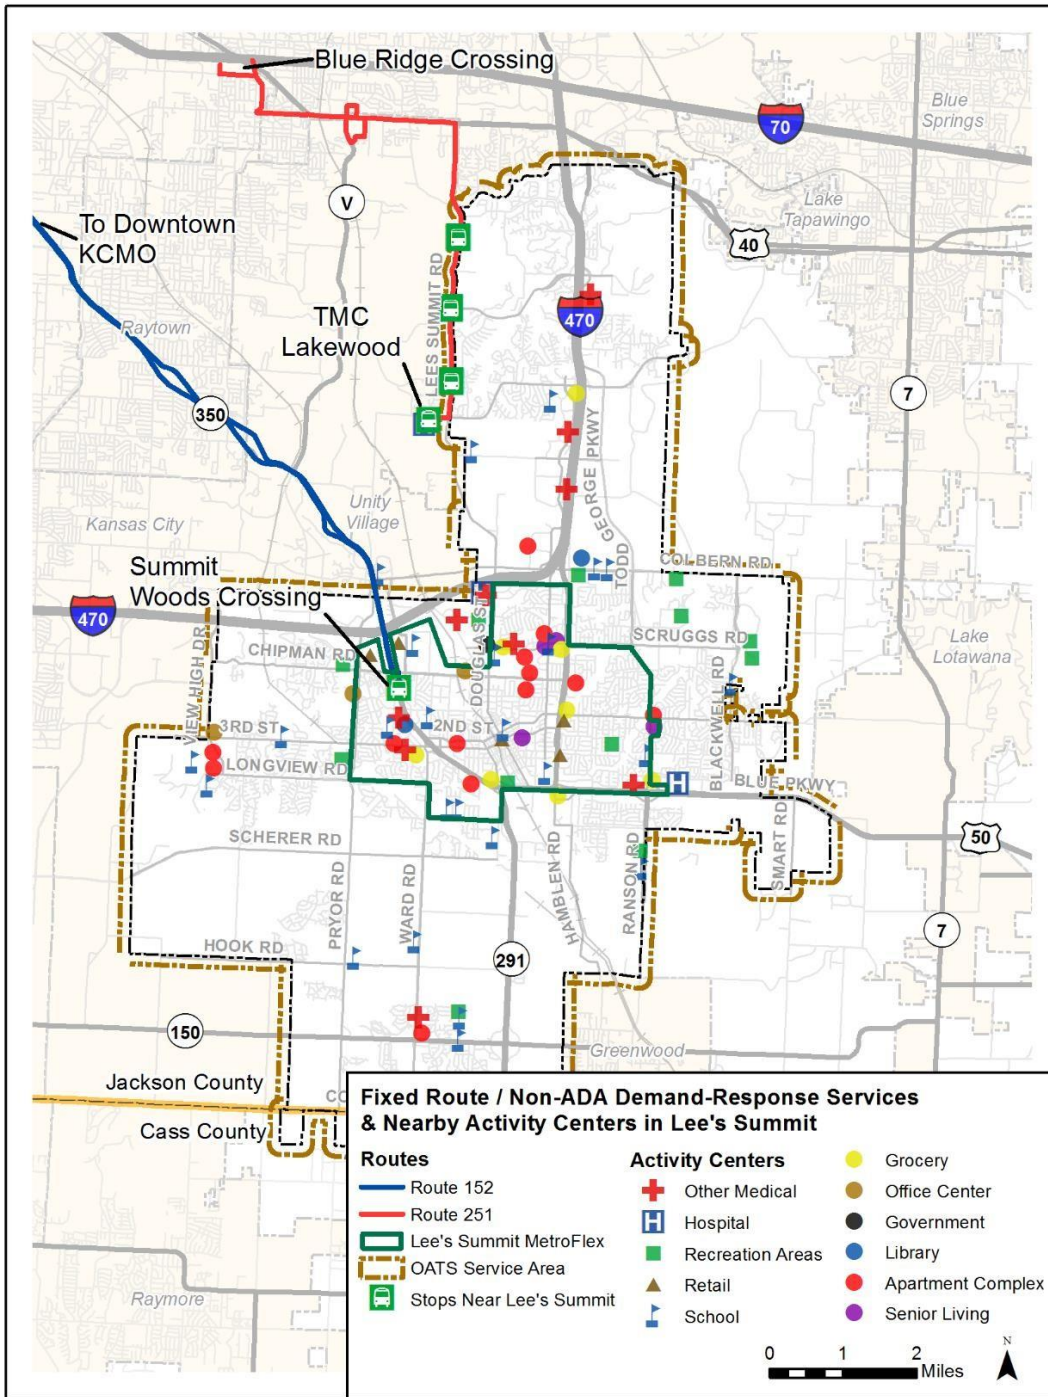 Blue Ridge Crossing
70
Blue
Springs
V
Lake
Tapawingo
To Downtown
KCMO
40
LEES SUMMIT RD
470
TMC
Lakewood
Raytown
7
350
GEORGE PKWY
Unity
Village
Kansas City
TODD
COLBERN RD
Summit
Woods Crossing
470
DOUGLAS ST
SCRUGGS RD
Lake
Lotawana
VIEW HIGH DR
CHIPMAN RD
BLACKWELL RD
3RD ST
2ND ST
LONGVIEW RD
H
BLUE PKWY
SCHERER RD
50
SMART RD
PRYOR RD
WARD RD
HAMBLEN RD
RANSON RD
HOOK RD
291
7
150
Greenwood
Jackson County
CO
Cass County
Raymore
Fixed Route / Non-ADA Demand-Response Services
& Nearby Activity Centers in Lee's Summit
Routes
Route 152
Route 251
Lee's Summit MetroFlex
OATS Service Area
Stops Near Lee's Summit
Activity Centers
Other Medical
H Hospital
Recreation Areas
Retail
School
Grocery
Office Center
Government
Library
Apartment Complex
Senior Living
0 1 2
Miles
N